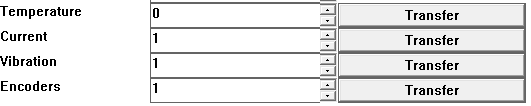 Temperature 0 Transfer
Current 1 Transfer
Vibration 1 Transfer
Encoders 1 Transfer